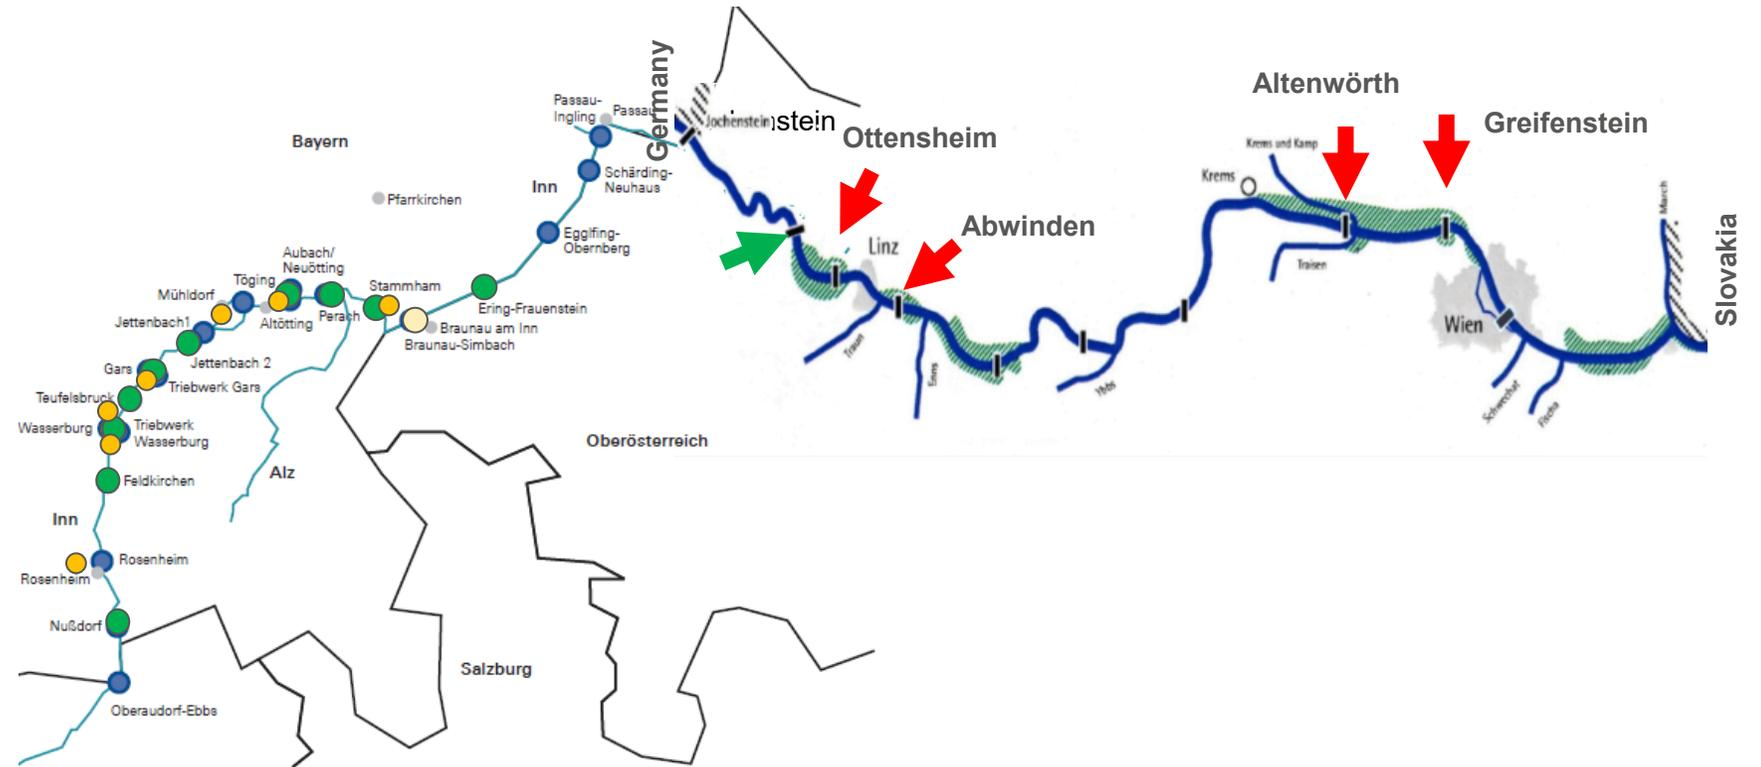 Germany
Jochenstein
nstein
Ottensheim
Abwinden
Linz
Traun
Enns
Ybbs
Altenwörth
Greifenstein
Krems und Kamp
Krems
Traisen
Wien
Schwechat
Fischa
March
Slovakia
Passau-
Ingling
Passau
Bayern
Inn
Schärding-
Neuhaus
Pfarrkirchen
Egglfing-
Obernberg
Aubach/
Neuötting
Töging
Stammham
Mühldorf
Ering-Frauenstein
Altötting
Perach
Jettenbach1
Braunau am Inn
Braunau-Simbach
Jettenbach 2
Gars
Triebwerk Gars
Teufelsbruck
Wasserburg
Triebwerk
Wasserburg
Oberösterreich
Alz
Feldkirchen
Inn
Rosenheim
Rosenheim
Nußdorf
Salzburg
Oberaudorf-Ebbs